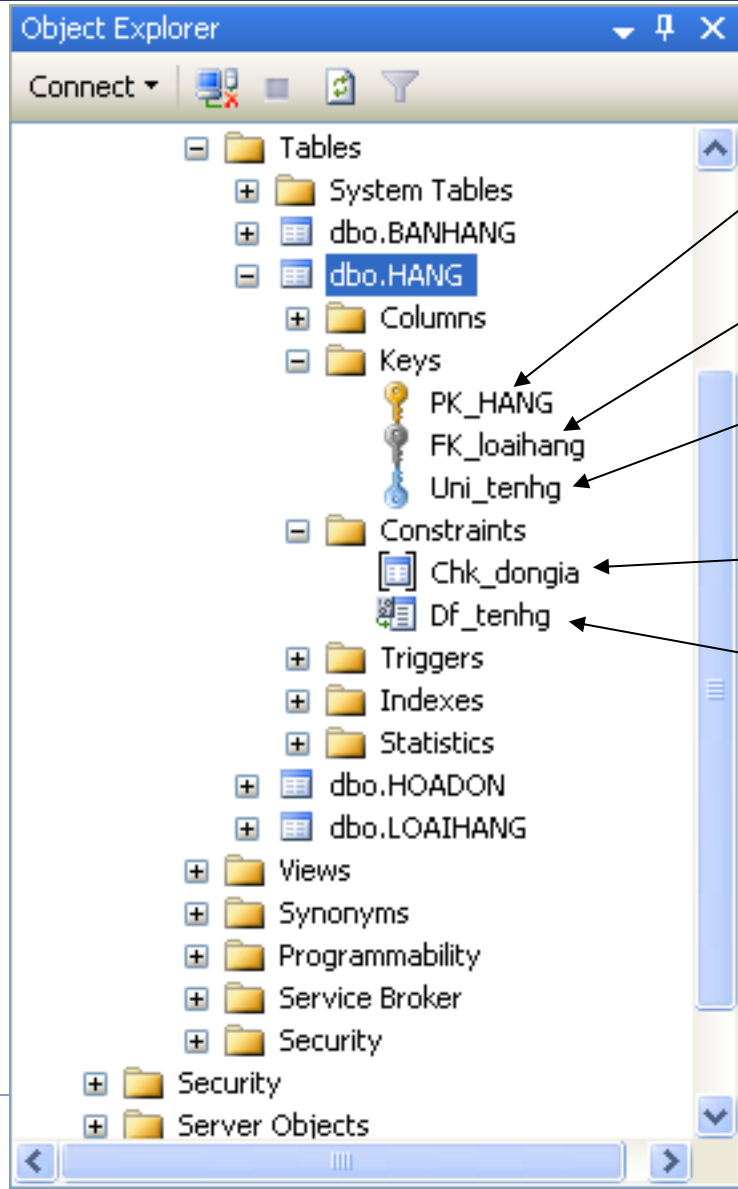 Object Explorer
Connect
Tables
System Tables
dbo.BANHANG
dbo.HANG
Columns
Keys
PK_HANG
FK_loaihang
Uni_tenhg
Constraints
Chk_dongia
Df_tenhg
Triggers
Indexes
Statistics
dbo.HOADON
dbo.LOAIHANG
Views
Synonyms
Programmability
Service Broker
Security
Security
Server Objects